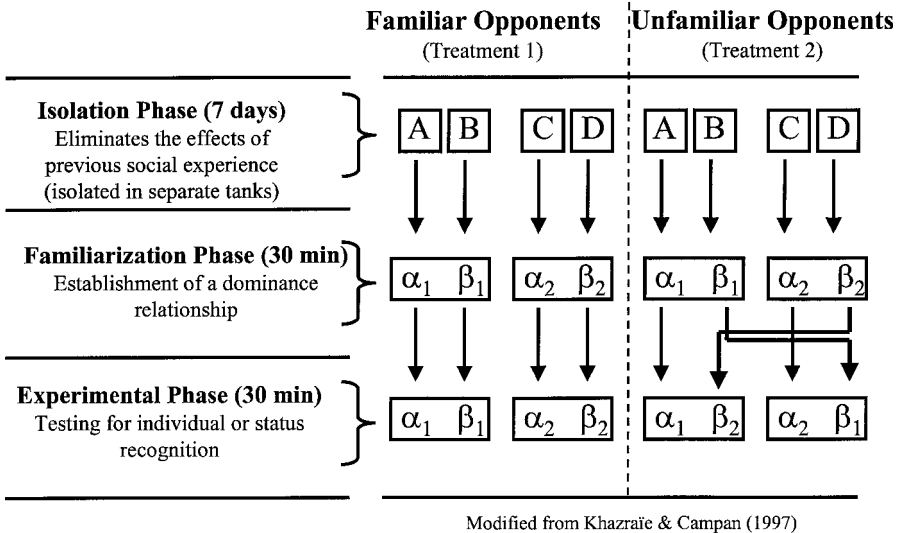 Familiar Opponents
(Treatment 1)
Unfamiliar Opponents
(Treatment 2)
Isolation Phase (7 days)
Eliminates the effects of
previous social experience
(isolated in separate tanks)
A B C D A B C D
Familiarization Phase (30 min)
Establishment of a dominance
relationship
α₁ β₁ α₂ β₂ α₁ β₁ α₂ β₂
Experimental Phase (30 min)
Testing for individual or status
recognition
α₁ β₁ α₂ β₂ α₁ β₂ α₂ β₁
Modified from Khazraïe & Campan (1997)